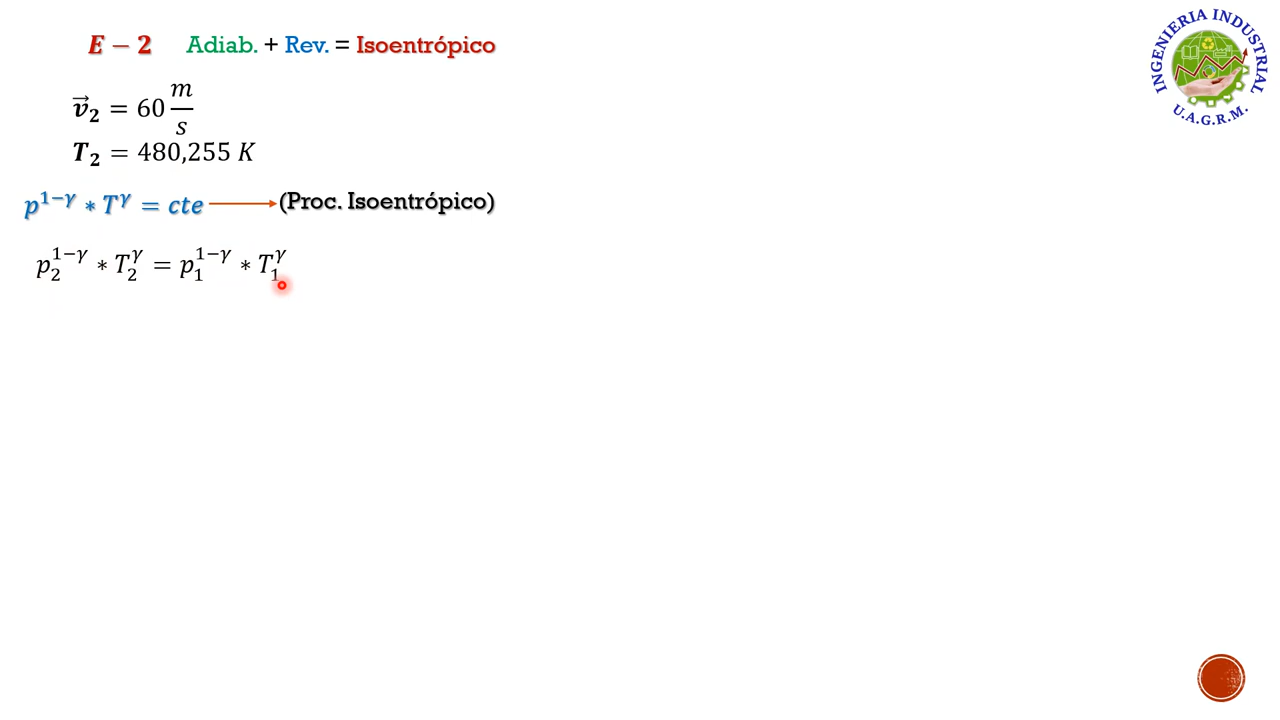 E − 2 Adiab. + Rev. = Isoentrópico
v⃗₂ = 60 m/s
T₂ = 480,255 K
p^{1−γ} * T^γ = cte → (Proc. Isoentrópico)
p₂^{1−γ} * T₂^γ = p₁^{1−γ} * T₁^γ
INGENIERIA INDUSTRIAL
U.A.G.R.M.